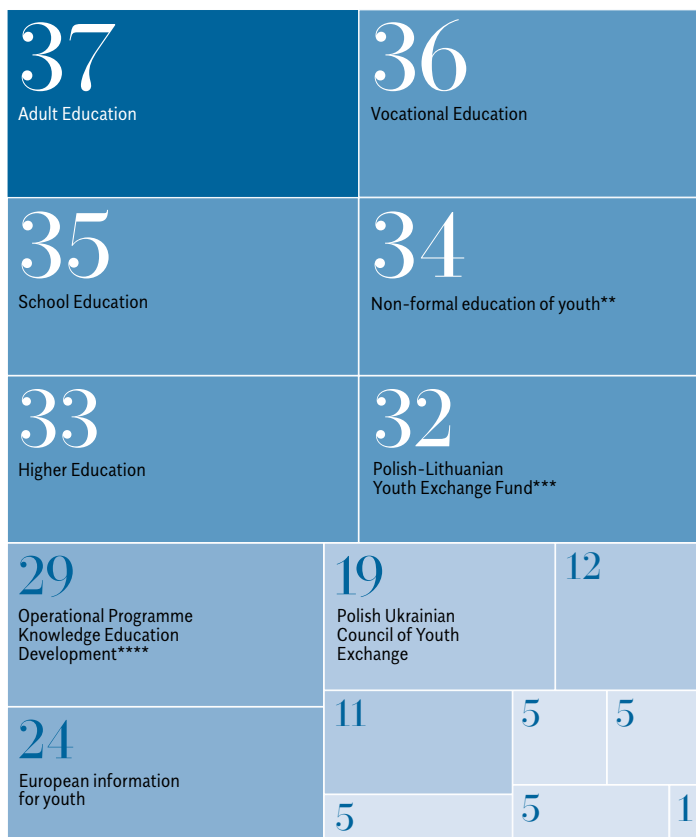 37
Adult Education
36
Vocational Education
35
School Education
34
Non-formal education of youth**
33
Higher Education
32
Polish-Lithuanian
Youth Exchange Fund***
29
Operational Programme
Knowledge Education
Development****
19
Polish Ukrainian
Council of Youth
Exchange
12
24
European information
for youth
11
5
5
5
5
1